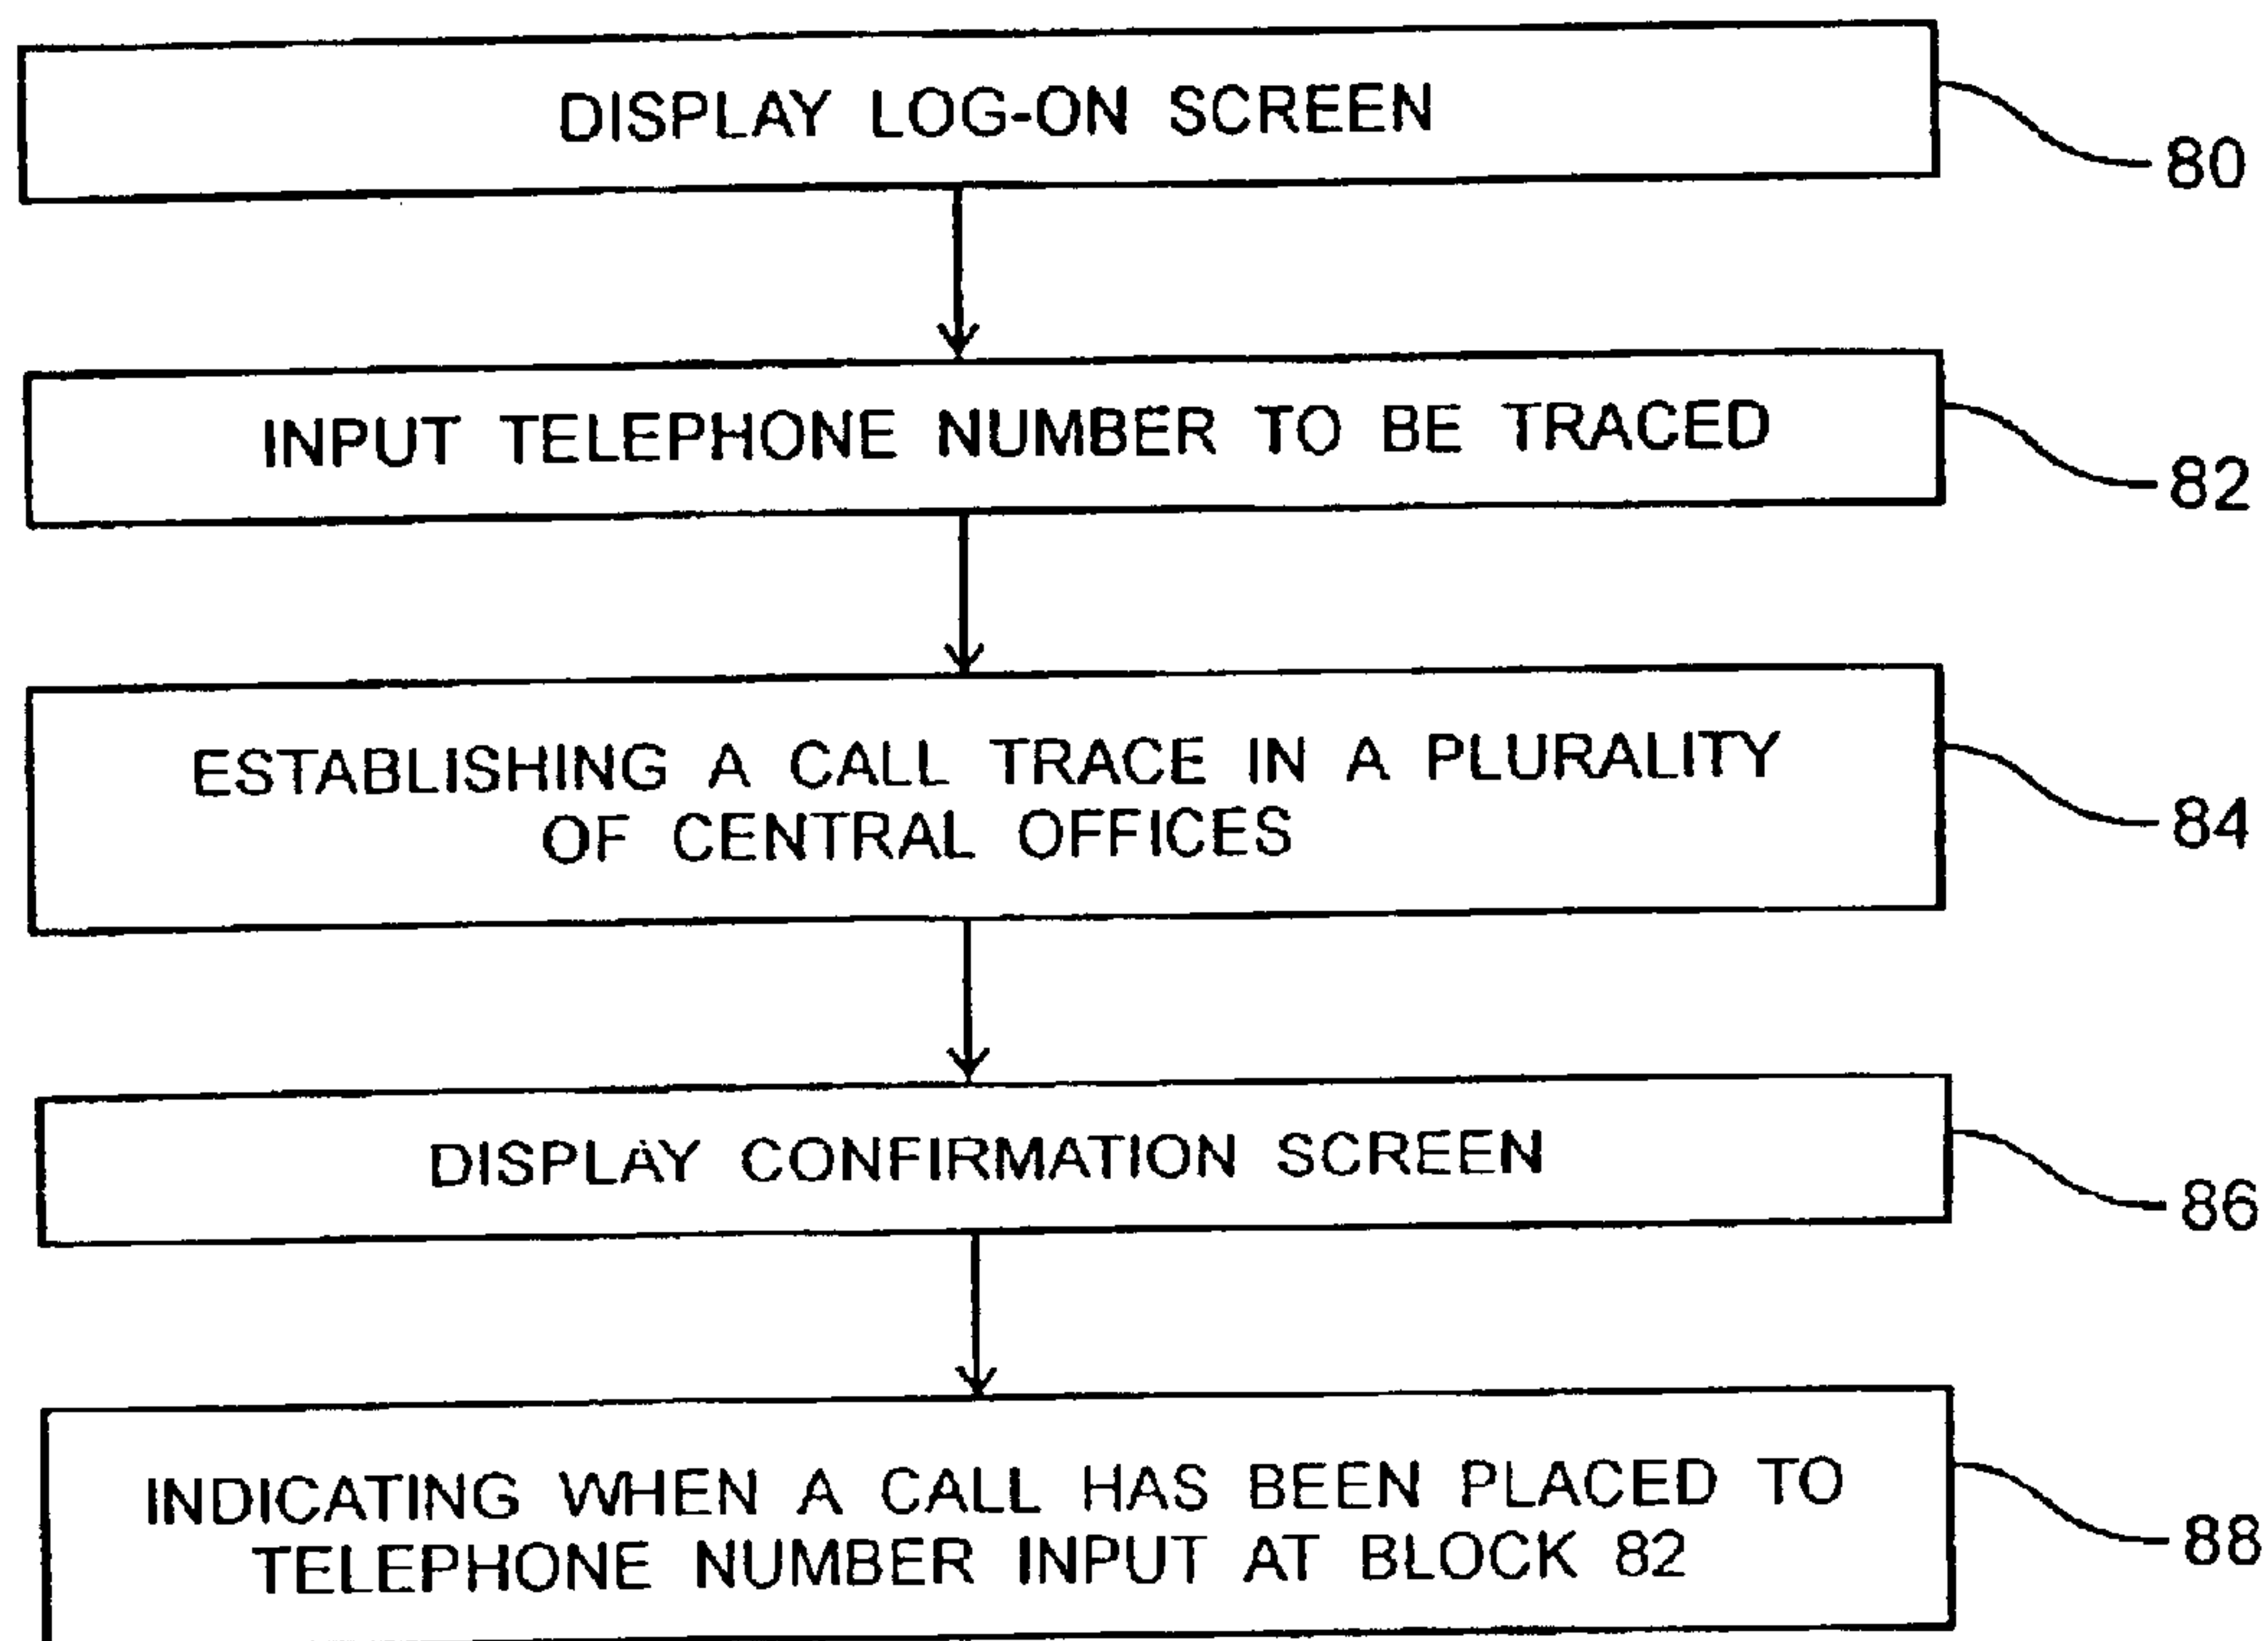 DISPLAY LOG-ON SCREEN
80
INPUT TELEPHONE NUMBER TO BE TRACED
82
ESTABLISHING A CALL TRACE IN A PLURALITY
OF CENTRAL OFFICES
84
DISPLAY CONFIRMATION SCREEN
86
INDICATING WHEN A CALL HAS BEEN PLACED TO
TELEPHONE NUMBER INPUT AT BLOCK 82
88